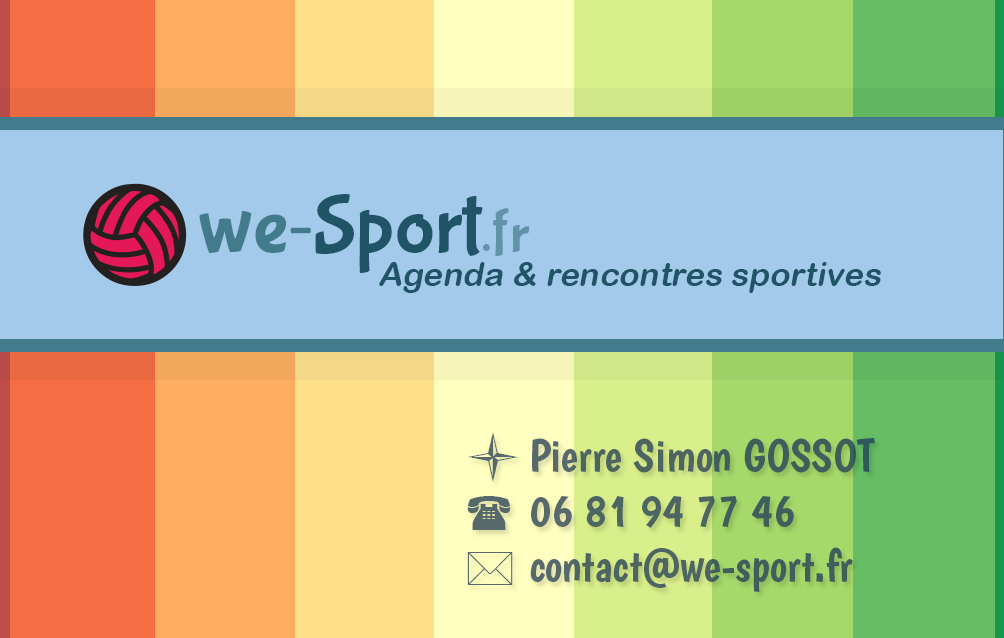 we-Sport.fr
Agenda & rencontres sportives
Pierre Simon GOSSOT
06 81 94 77 46
contact@we-sport.fr